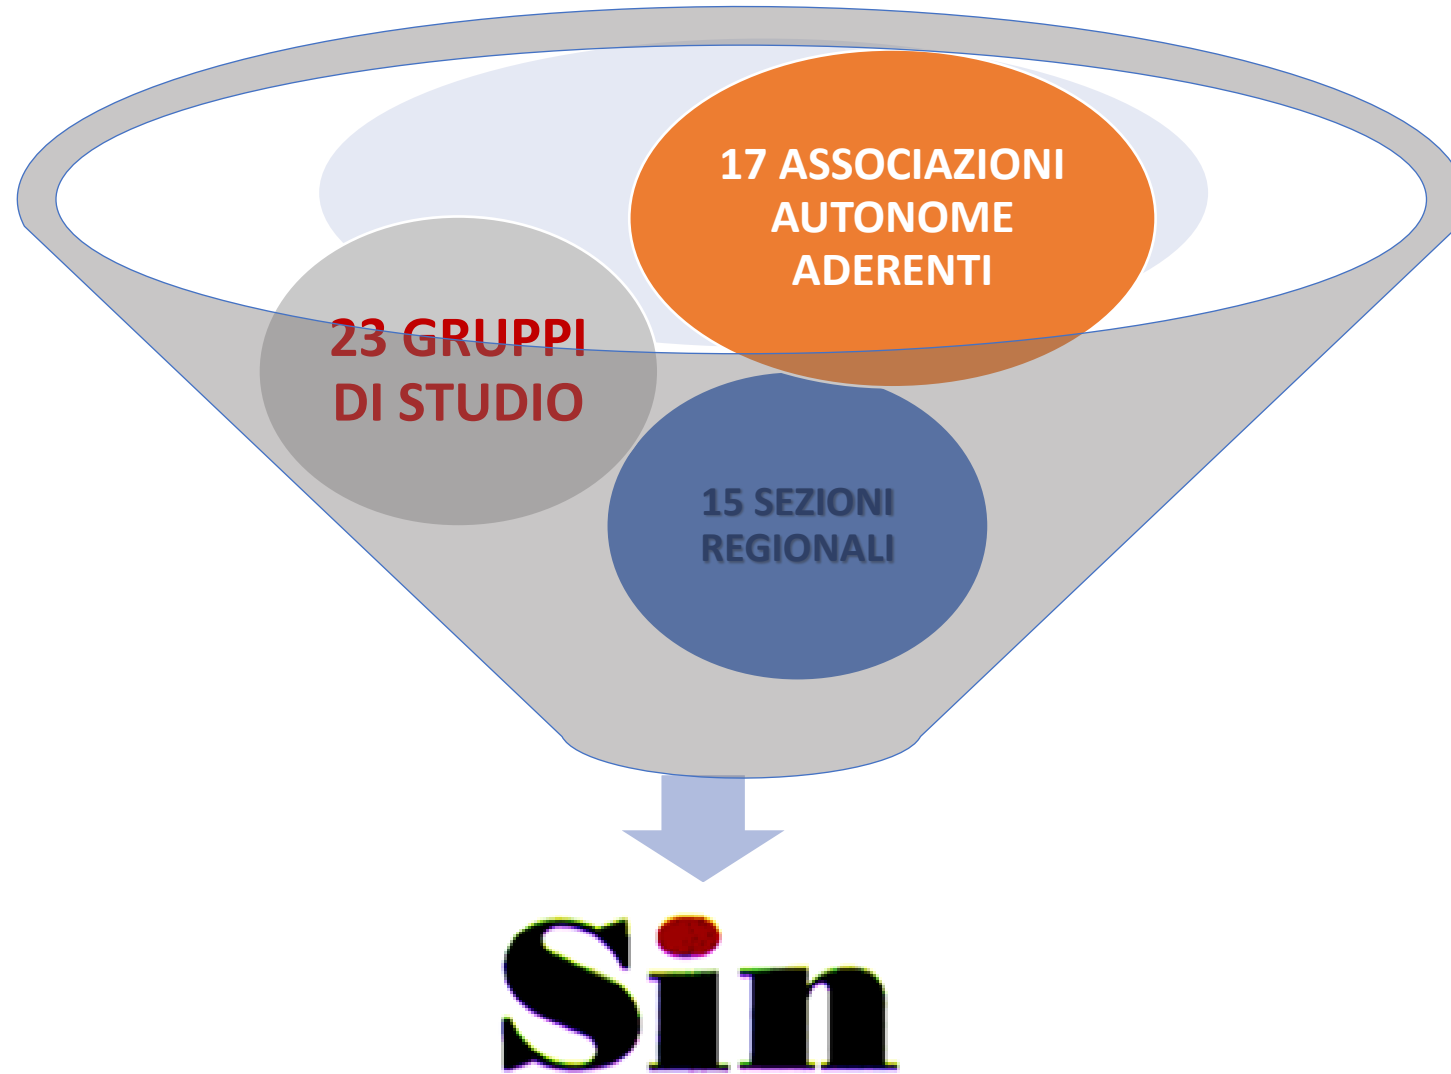 17 ASSOCIAZIONI
AUTONOME
ADERENTI
23 GRUPPI
DI STUDIO
15 SEZIONI
REGIONALI
Sin